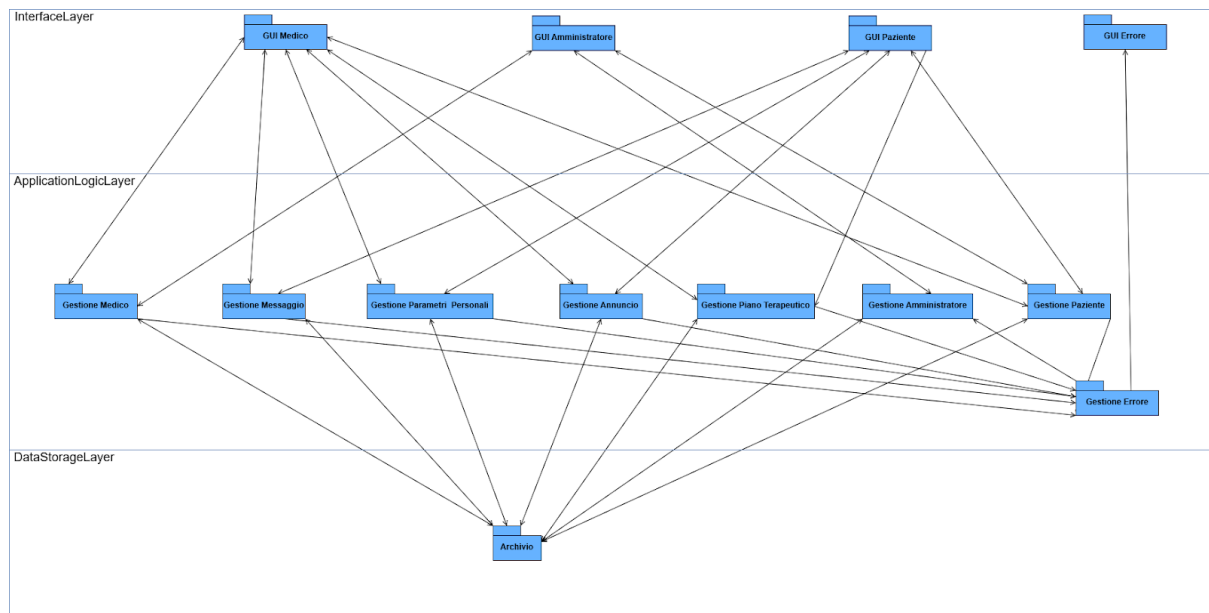 InterfaceLayer
GUI Medico
GUI Amministratore
GUI Paziente
GUI Errore
ApplicationLogicLayer
Gestione Medico
Gestione Messaggio
Gestione Parametri Personali
Gestione Annuncio
Gestione Piano Terapeutico
Gestione Amministratore
Gestione Paziente
Gestione Errore
DataStorageLayer
Archivio